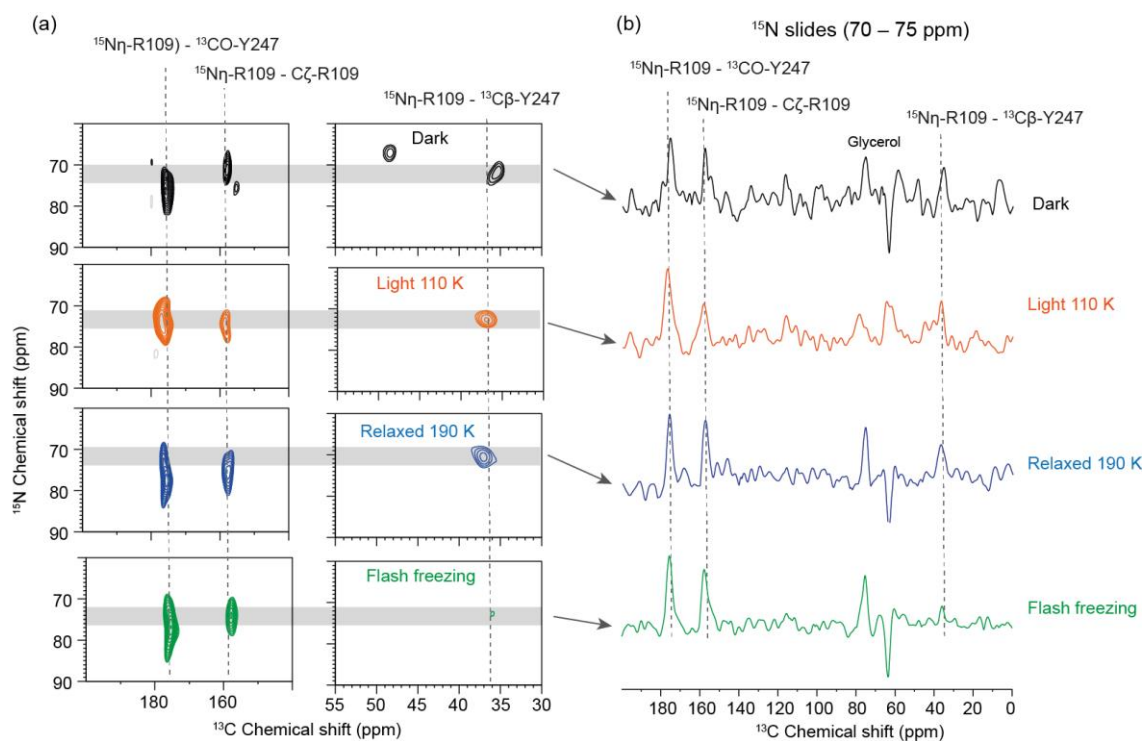 (a)
(b)
¹⁵N slides (70 – 75 ppm)
¹⁵Nη-R109) - ¹³CO-Y247
¹⁵Nη-R109 - Cζ-R109
¹⁵Nη-R109 - ¹³Cβ-Y247
¹⁵Nη-R109 - ¹³CO-Y247
¹⁵Nη-R109 - Cζ-R109
¹⁵Nη-R109 - ¹³Cβ-Y247
Dark
Glycerol
Dark
70
80
90
Light 110 K
Light 110 K
70
80
90
Relaxed 190 K
Relaxed 190 K
70
80
90
Flash freezing
Flash freezing
70
80
90
¹⁵N Chemical shift (ppm)
180 160
55 50 45 40 35 30
180 160 140 120 100 80 60 40 20 0
¹³C Chemical shift (ppm)
¹³C Chemical shift (ppm)